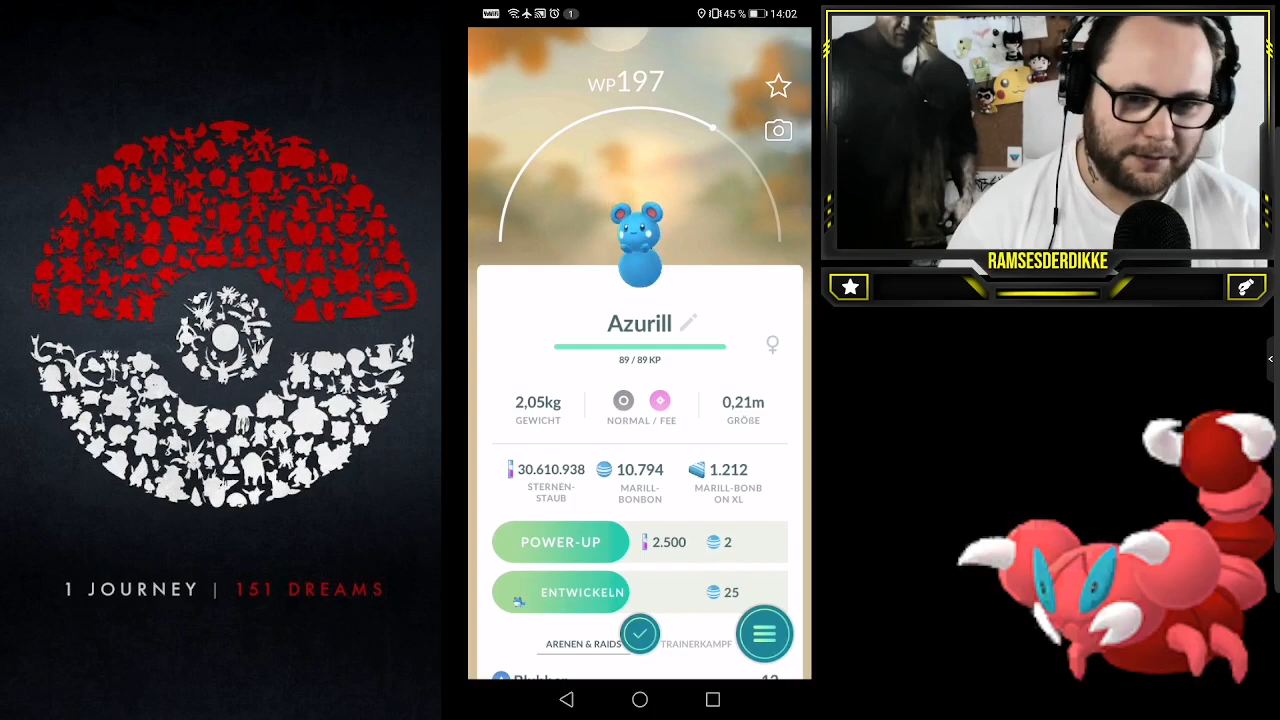 1 JOURNEY | 151 DREAMS
1 45 % 14:02
WP197
Azurill
89 / 89 KP
2,05kg
GEWICHT
NORMAL / FEE
0,21m
GRÖßE
30.610.938
STERNEN-
STAUB
10.794
MARILL-
BONBON
1.212
MARILL-BONB
ON XL
POWER-UP 2.500 2
ENTWICKELN 25
ARENEN & RAIDS TRAINERKAMPF
RAMSESDERDIKKE